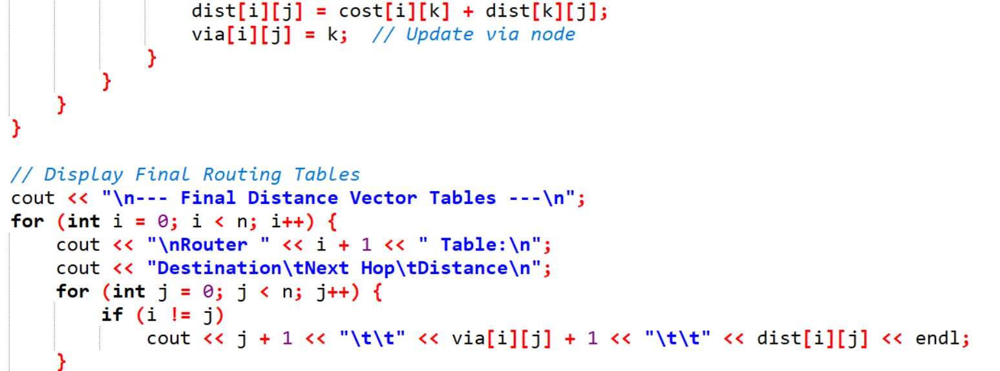 dist[i][j] = cost[i][k] + dist[k][j];
via[i][j] = k;  // Update via node
}
}
}
}
// Display Final Routing Tables
cout << "\n--- Final Distance Vector Tables ---\n";
for (int i = 0; i < n; i++) {
cout << "\nRouter " << i + 1 << " Table:\n";
cout << "Destination\tNext Hop\tDistance\n";
for (int j = 0; j < n; j++) {
if (i != j)
cout << j + 1 << "\t\t" << via[i][j] + 1 << "\t\t" << dist[i][j] << endl;
}